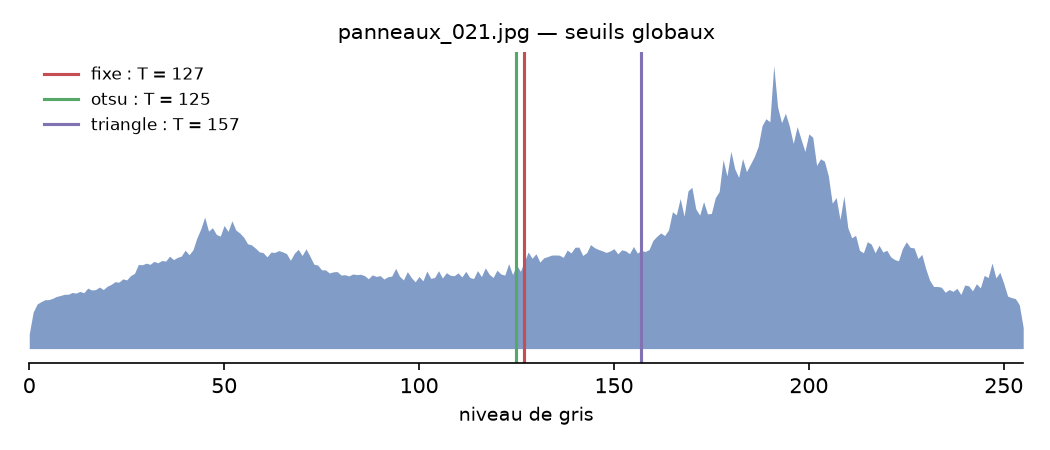 panneaux_021.jpg — seuils globaux
fixe : T = 127
otsu : T = 125
triangle : T = 157
0 50 100 150 200 250
niveau de gris